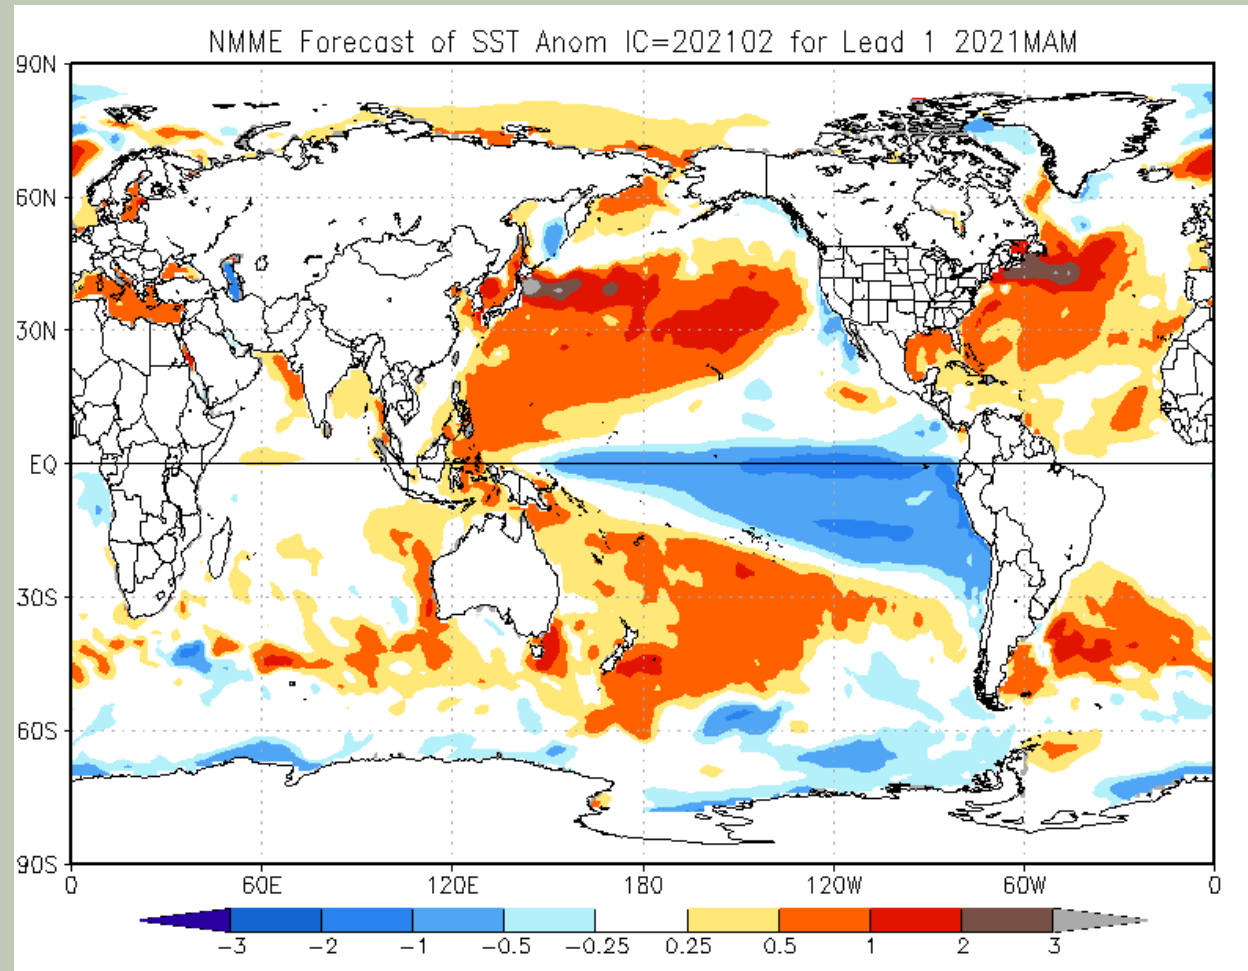 NMME Forecast of SST Anom IC=202102 for Lead 1 2021MAM
90N
60N
30N
EQ
30S
60S
90S
0 60E 120E 180 120W 60W 0
-3 -2 -1 -0.5 -0.25 0.25 0.5 1 2 3